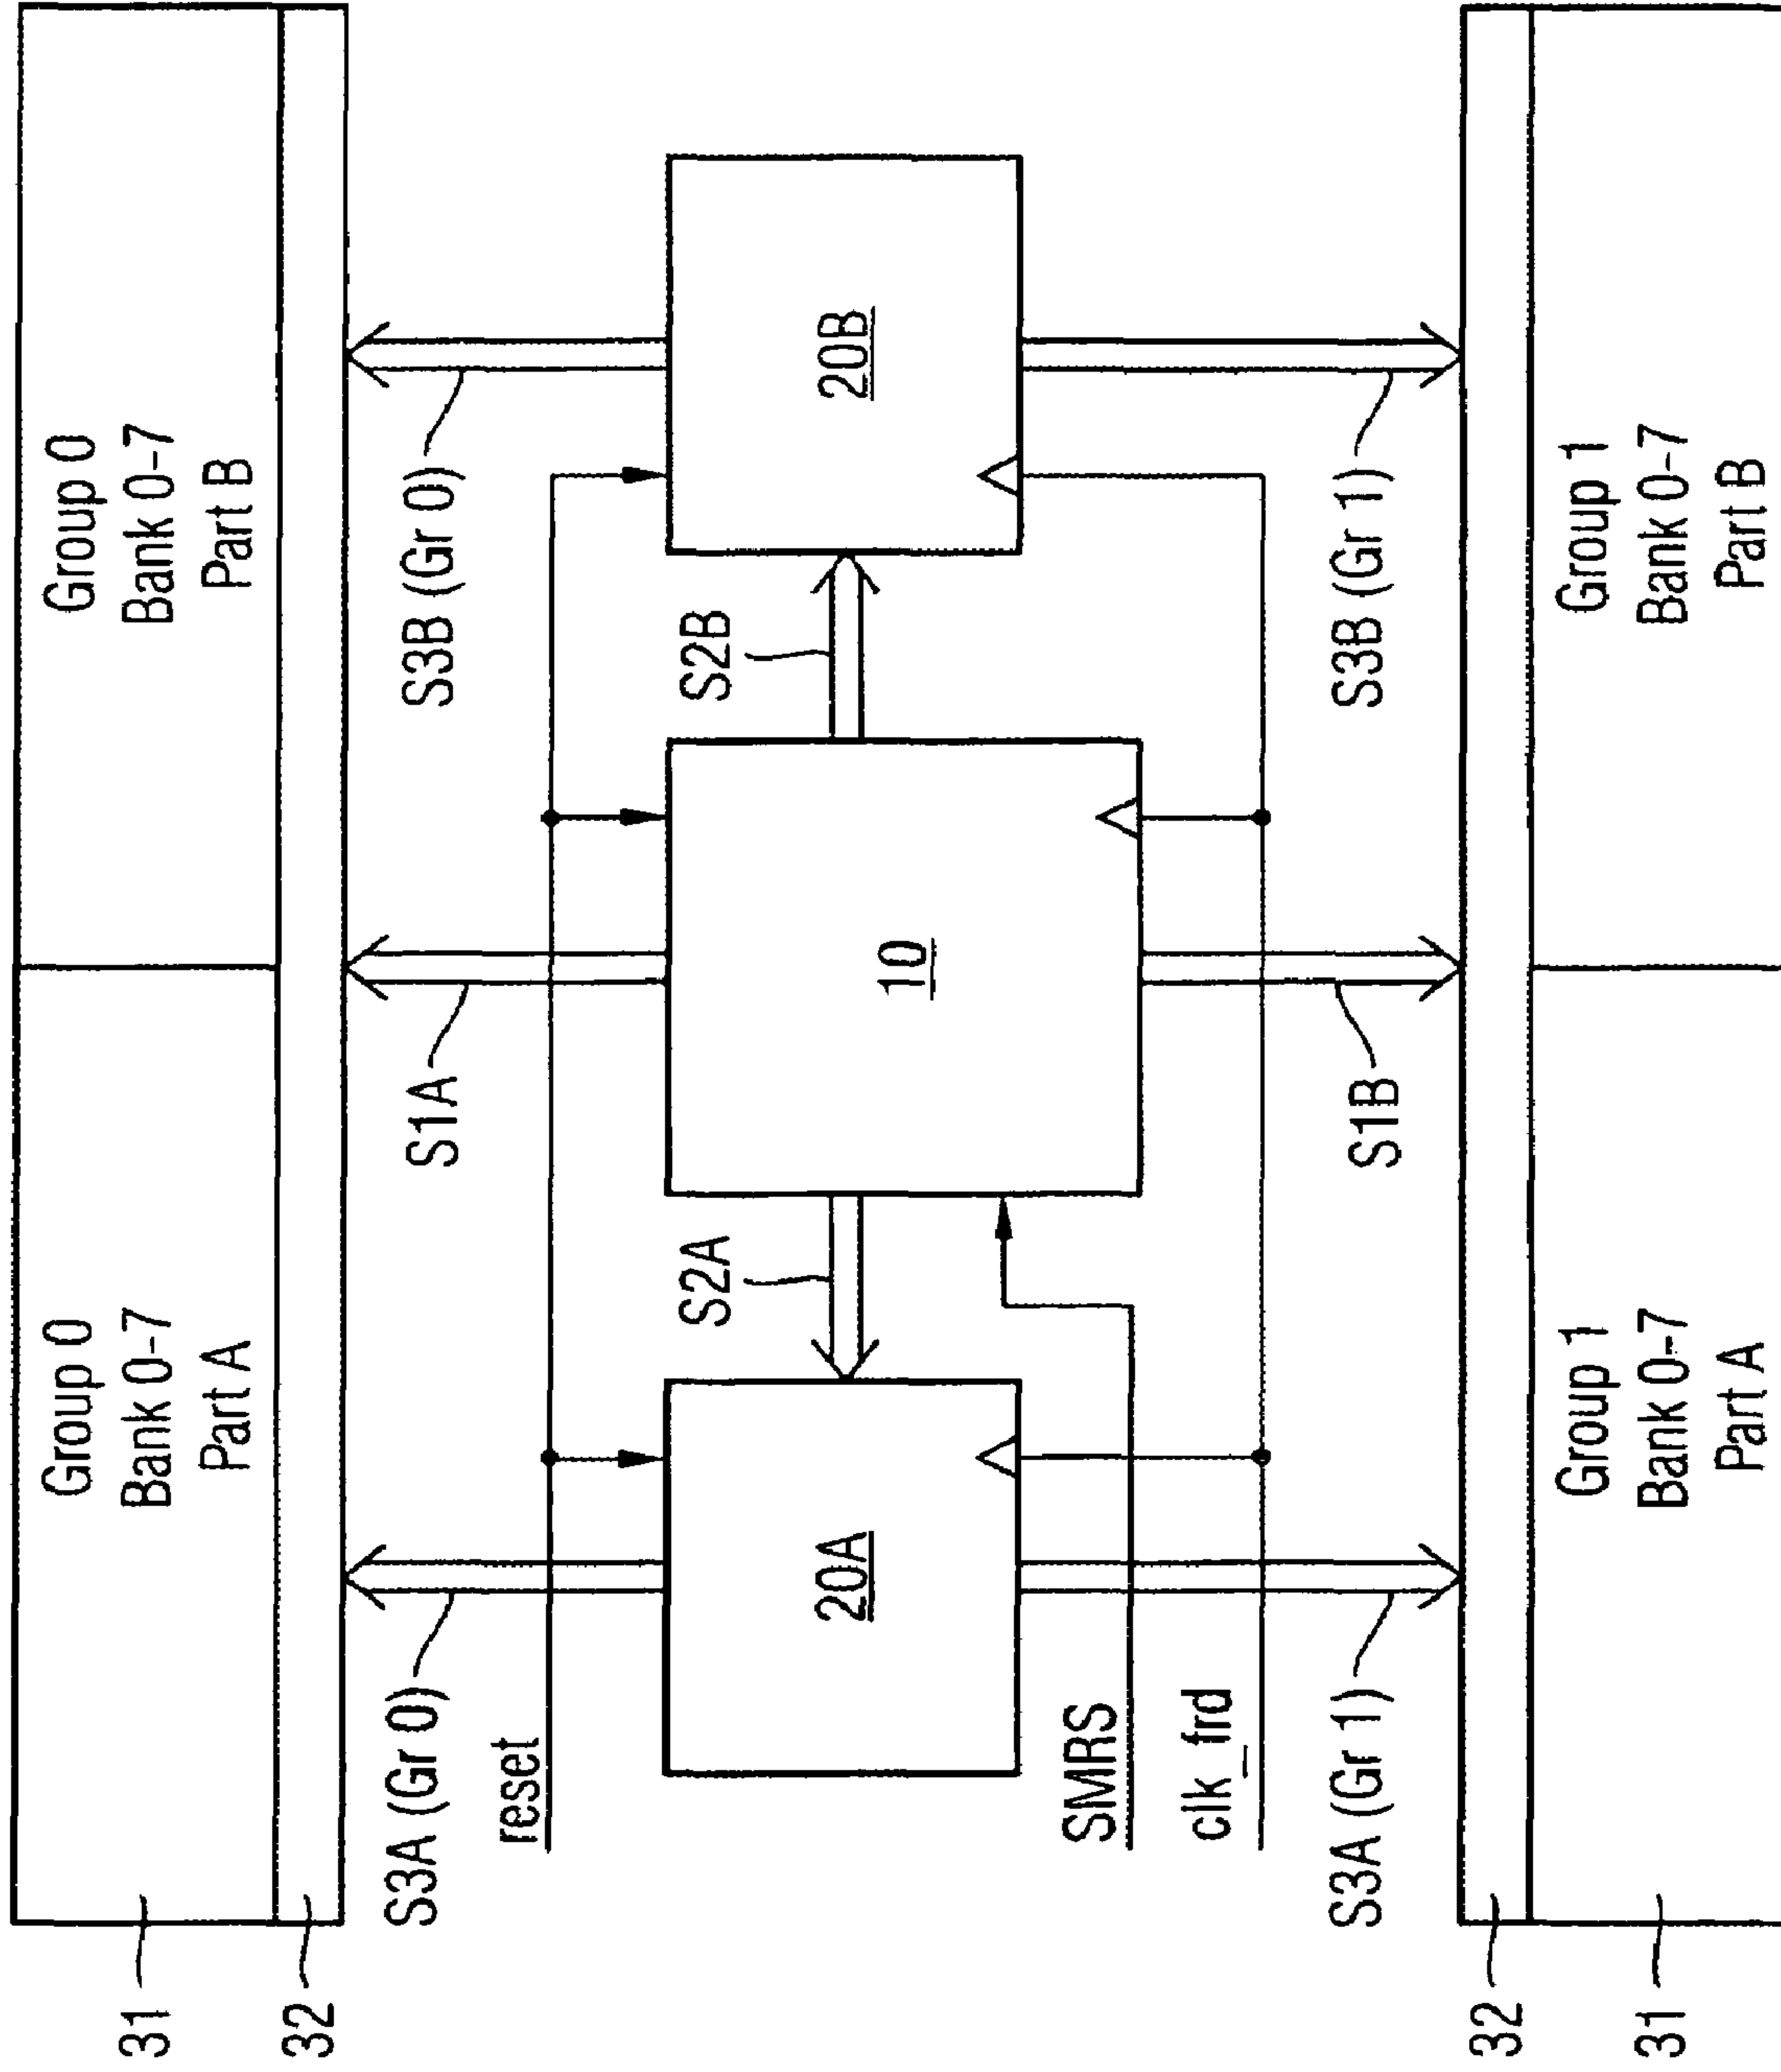 31
Group 0
Bank 0-7
Part A
Group 0
Bank 0-7
Part B
32
S3A (Gr 0)
S1A
S3B (Gr 0)
reset
20A
S2A
10
S2B
20B
SMRS
clk_frd
S3A (Gr 1)
S1B
S3B (Gr 1)
32
31
Group 1
Bank 0-7
Part A
Group 1
Bank 0-7
Part B